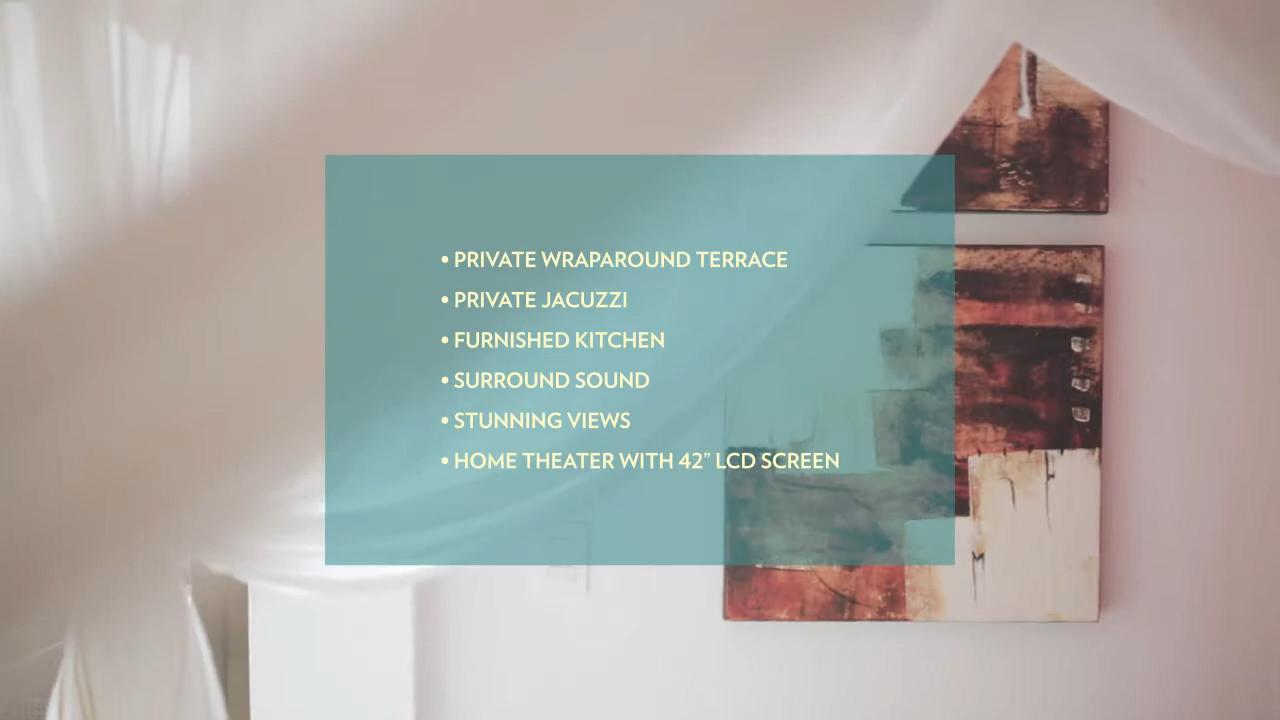 • PRIVATE WRAPAROUND TERRACE
• PRIVATE JACUZZI
• FURNISHED KITCHEN
• SURROUND SOUND
• STUNNING VIEWS
• HOME THEATER WITH 42” LCD SCREEN